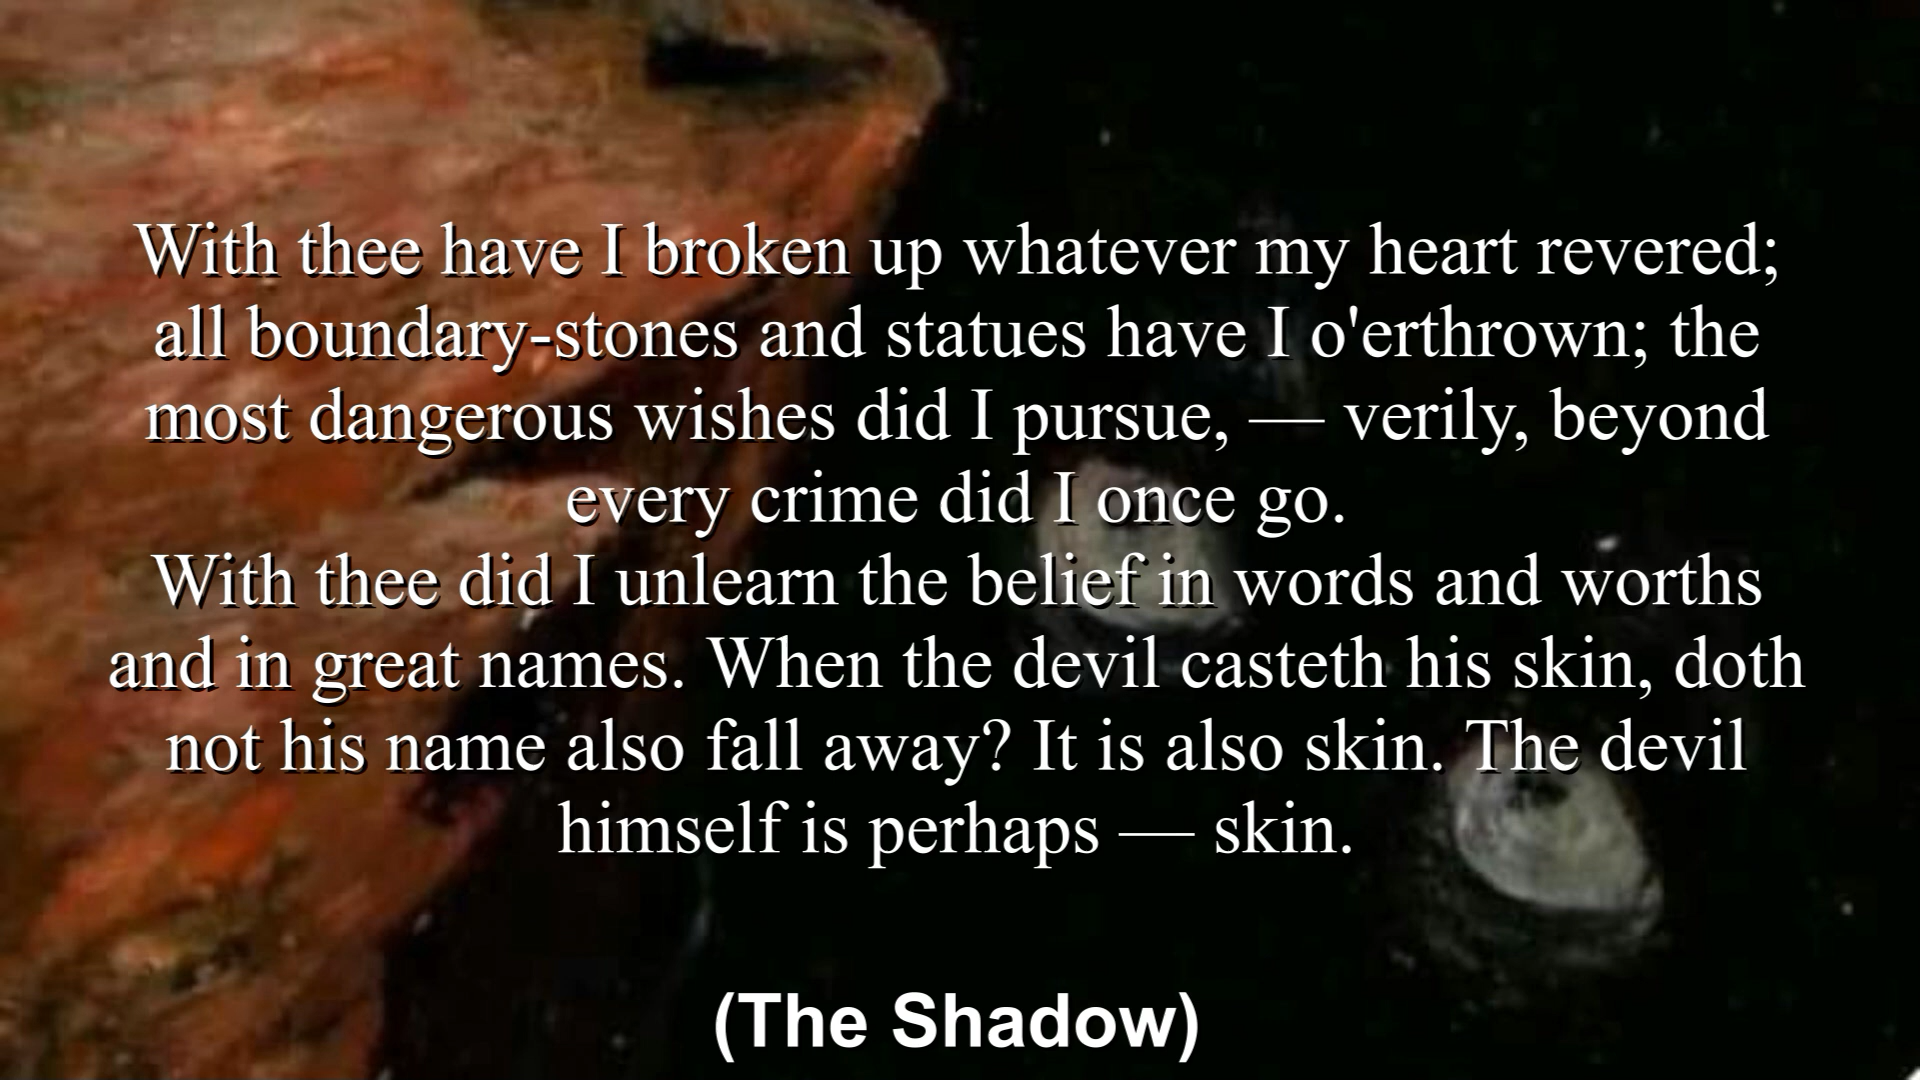 With thee have I broken up whatever my heart revered;
all boundary-stones and statues have I o'erthrown; the
most dangerous wishes did I pursue, — verily, beyond
every crime did I once go.
With thee did I unlearn the belief in words and worths
and in great names. When the devil casteth his skin, doth
not his name also fall away? It is also skin. The devil
himself is perhaps — skin.
(The Shadow)